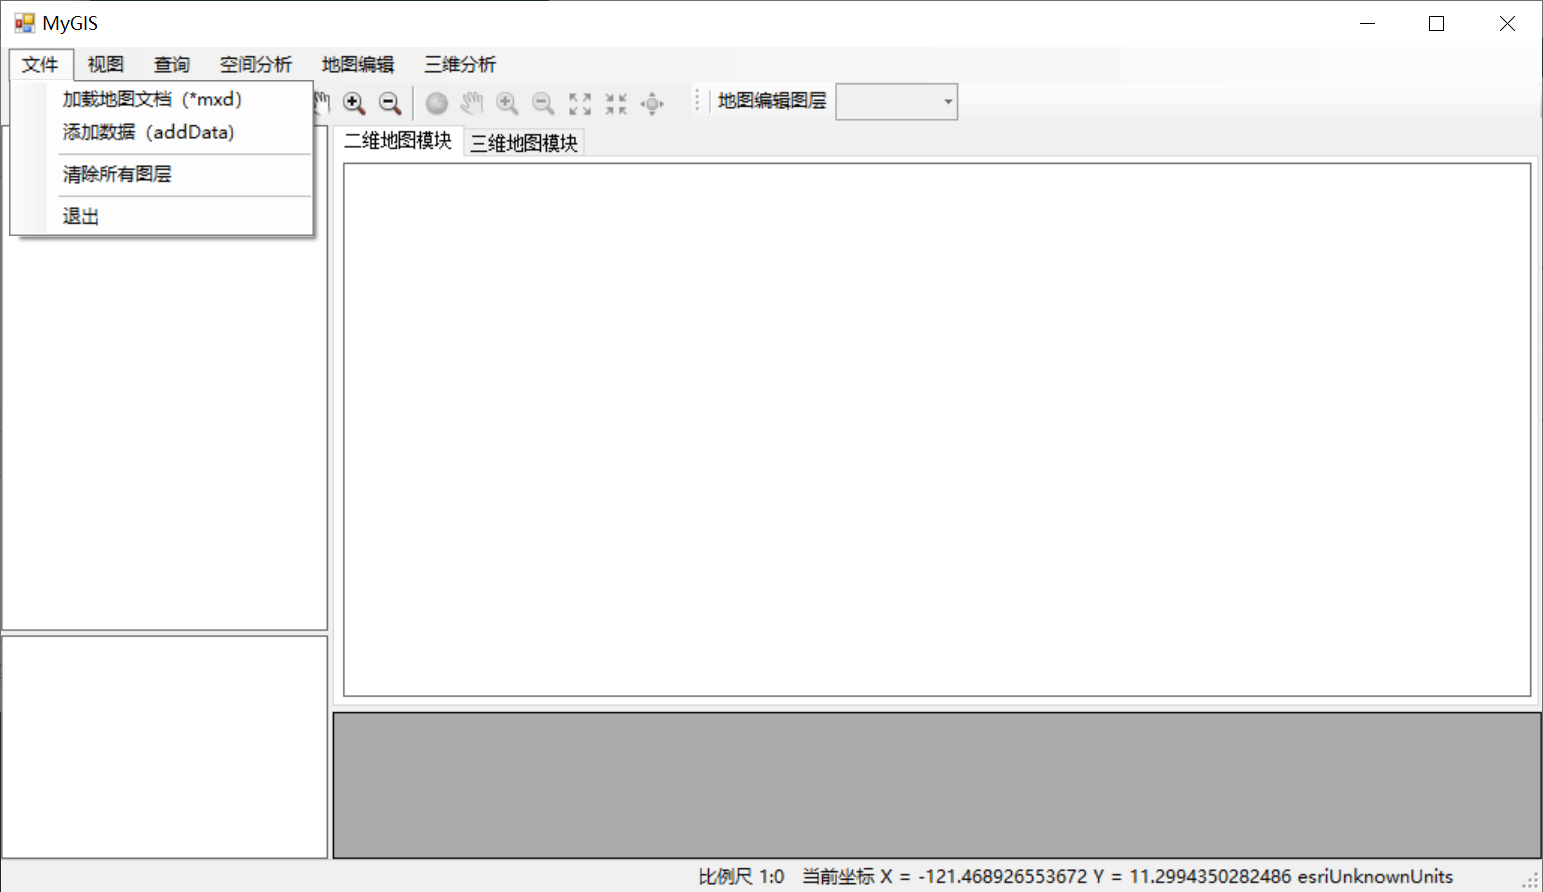 MyGIS
文件 视图 查询 空间分析 地图编辑 三维分析
加载地图文档（*mxd）
添加数据（addData)
清除所有图层
退出
地图编辑图层
二维地图模块 三维地图模块
比例尺 1:0 当前坐标 X = -121.468926553672 Y = 11.2994350282486 esriUnknownUnits